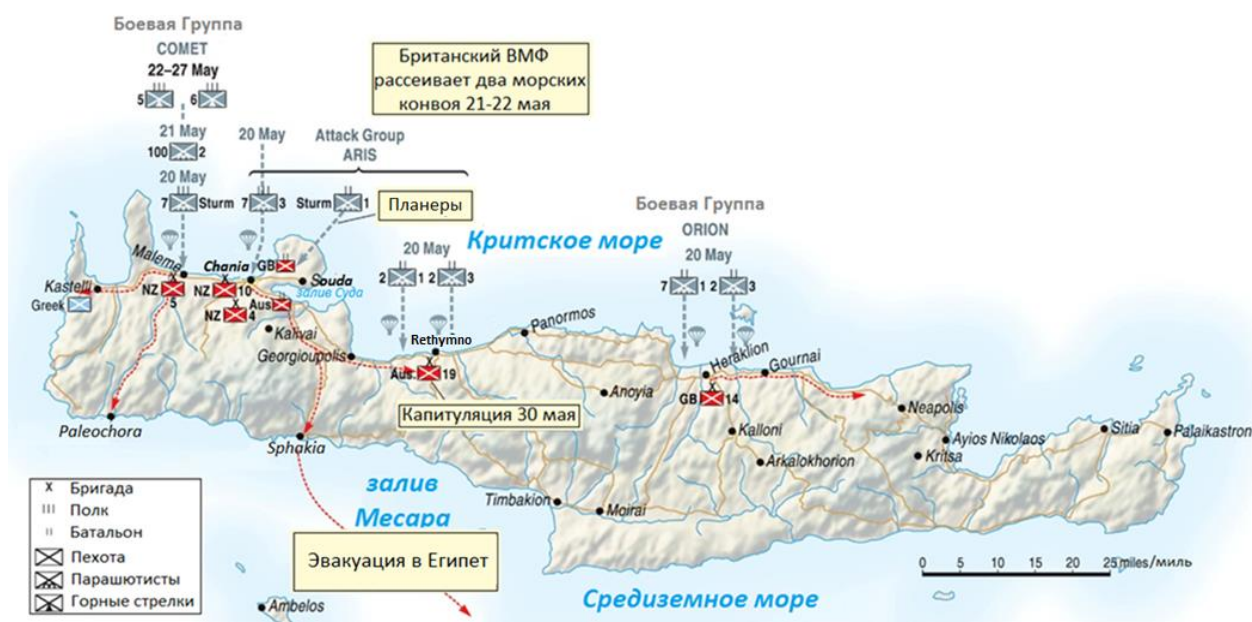 Боевая Группа
COMET
22–27 May
5
6
21 May
100
2
20 May
7
Sturm
20 May
7
3
Attack Group
ARIS
Sturm
1
Британский ВМФ
рассеивает два морских
конвоя 21-22 мая
Планеры
Критское море
20 May
2
1
2
3
Боевая Группа
ORION
20 May
7
1
2
3
Maleme
Chania
GB
Souda
залив Суда
Kastelli
Greek
NZ
5
NZ
10
NZ
4
Aus
Kalivai
Georgioupolis
Rethymno
Aus.
19
Panormos
Anoyia
Heraklion
Gournai
GB
14
Капитуляция 30 мая
Paleochora
Sphakia
Kalloni
Arkalokhorion
Neapolis
Ayios Nikolaos
Kritsa
Sitia
Palaikastron
Timbakion
Moirai
залив
Месара
Эвакуация в Египет
Средиземное море
Ambelos
X Бригада
III Полк
II Батальон
Пехота
Парашютисты
Горные стрелки
0 5 10 15 20 25 miles/миль